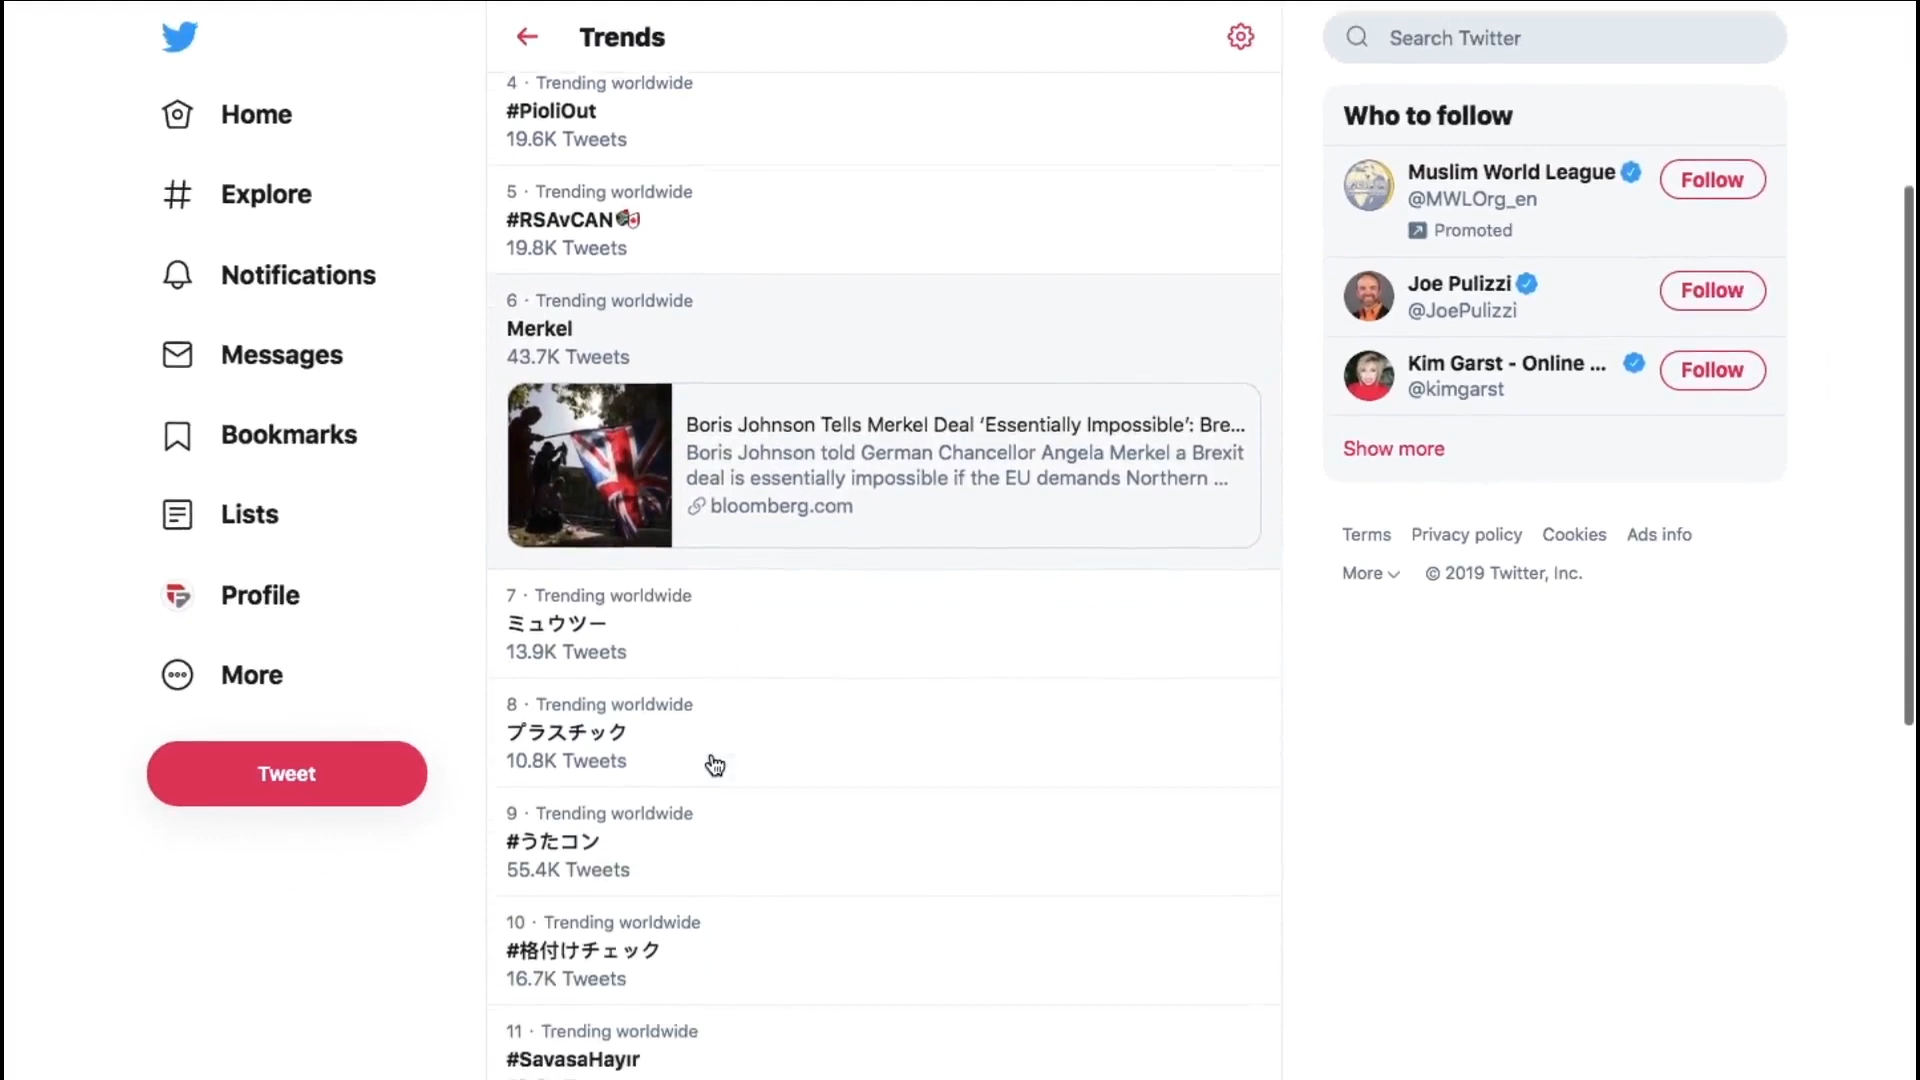 Home
Explore
Notifications
Messages
Bookmarks
Lists
Profile
More
Tweet
Trends
4 · Trending worldwide
#PioliOut
19.6K Tweets
5 · Trending worldwide
#RSAvCAN
19.8K Tweets
6 · Trending worldwide
Merkel
43.7K Tweets
Boris Johnson Tells Merkel Deal ‘Essentially Impossible’: Bre...
Boris Johnson told German Chancellor Angela Merkel a Brexit
deal is essentially impossible if the EU demands Northern ...
bloomberg.com
7 · Trending worldwide
ミュウツー
13.9K Tweets
8 · Trending worldwide
プラスチック
10.8K Tweets
9 · Trending worldwide
#うたコン
55.4K Tweets
10 · Trending worldwide
#格付けチェック
16.7K Tweets
11 · Trending worldwide
#SavasaHayır
Search Twitter
Who to follow
Muslim World League
@MWLOrg_en
Promoted
Follow
Joe Pulizzi
@JoePulizzi
Follow
Kim Garst - Online ...
@kimgarst
Follow
Show more
Terms Privacy policy Cookies Ads info
More © 2019 Twitter, Inc.